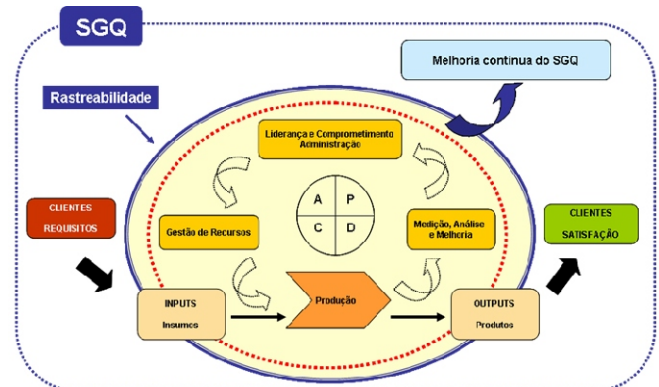 SGQ
Melhoria continua do SGQ
Rastreabilidade
Liderança e Comprometimento
Administração
CLIENTES
REQUISITOS
A P
C D
Gestão de Recursos
Medição, Análise
e Melhoria
CLIENTES
SATISFAÇÃO
INPUTS
Insumos
Produção
OUTPUTS
Produtos